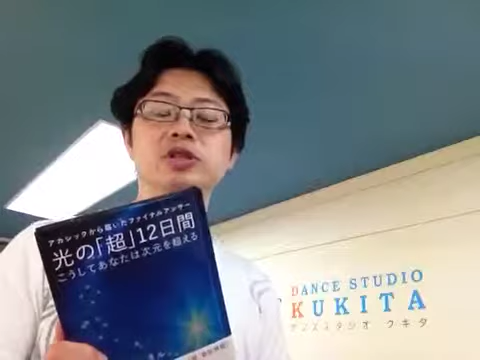 アカシックから届いたファイナルアンサー
光の「超」12日間
こうしてあなたは次元を超える
DANCE STUDIO
KUKITA
ダンススタジオ クキタ